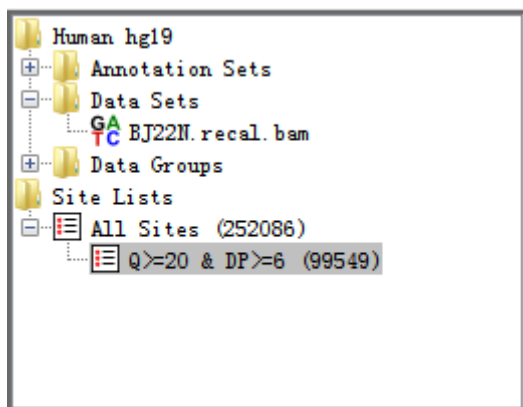 Human hg19
Annotation Sets
Data Sets
GATC BJ22N.recal.bam
Data Groups
Site Lists
All Sites (252086)
Q>=20 & DP>=6 (99549)